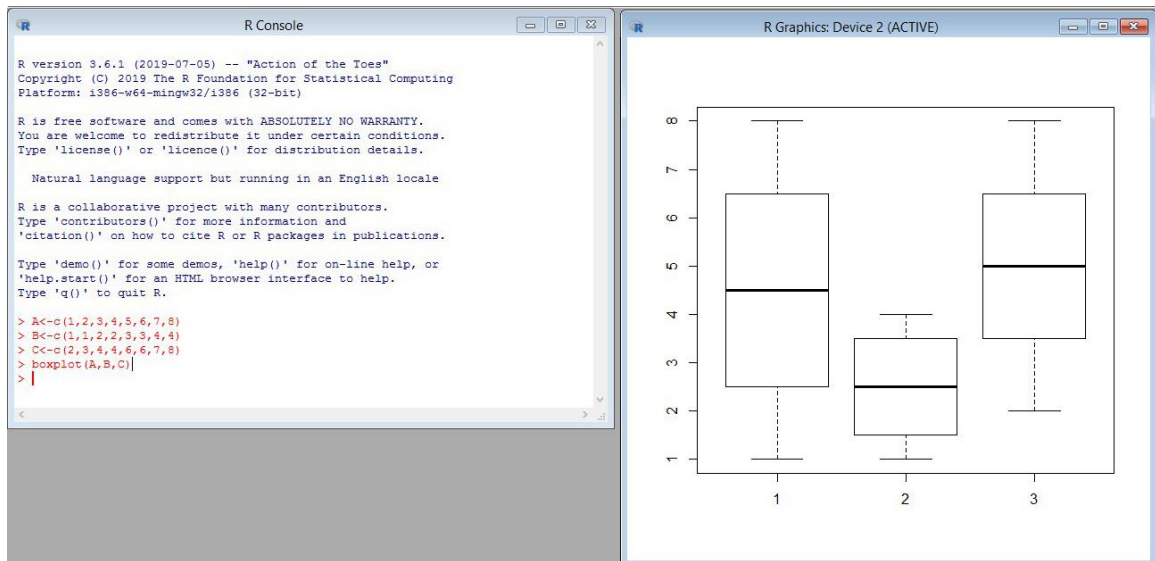 R Console
R version 3.6.1 (2019-07-05) -- "Action of the Toes"
Copyright (C) 2019 The R Foundation for Statistical Computing
Platform: i386-w64-mingw32/i386 (32-bit)
R is free software and comes with ABSOLUTELY NO WARRANTY.
You are welcome to redistribute it under certain conditions.
Type 'license()' or 'licence()' for distribution details.
Natural language support but running in an English locale
R is a collaborative project with many contributors.
Type 'contributors()' for more information and
'citation()' on how to cite R or R packages in publications.
Type 'demo()' for some demos, 'help()' for on-line help, or
'help.start()' for an HTML browser interface to help.
Type 'q()' to quit R.
> A<-c(1,2,3,4,5,6,7,8)
> B<-c(1,1,2,2,3,3,4,4)
> C<-c(2,3,4,4,6,6,7,8)
> boxplot(A,B,C)
>
R Graphics: Device 2 (ACTIVE)
8
7
6
5
4
3
2
1
1 2 3